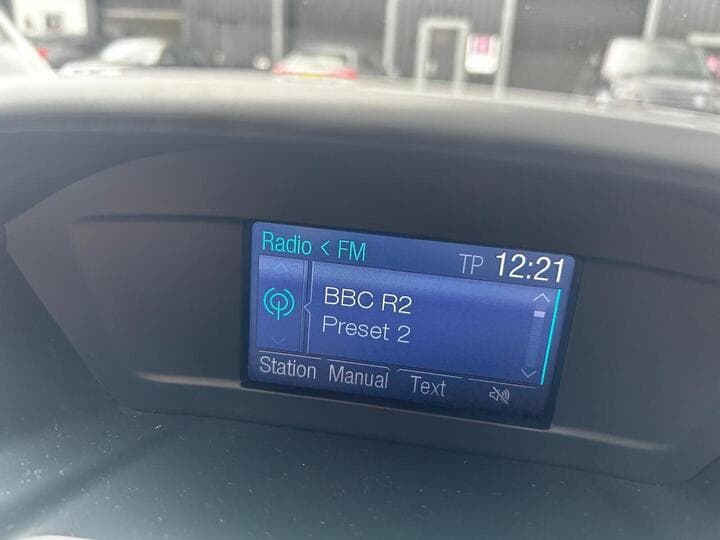 Radio < FM
TP 12:21
BBC R2
Preset 2
Station Manual Text